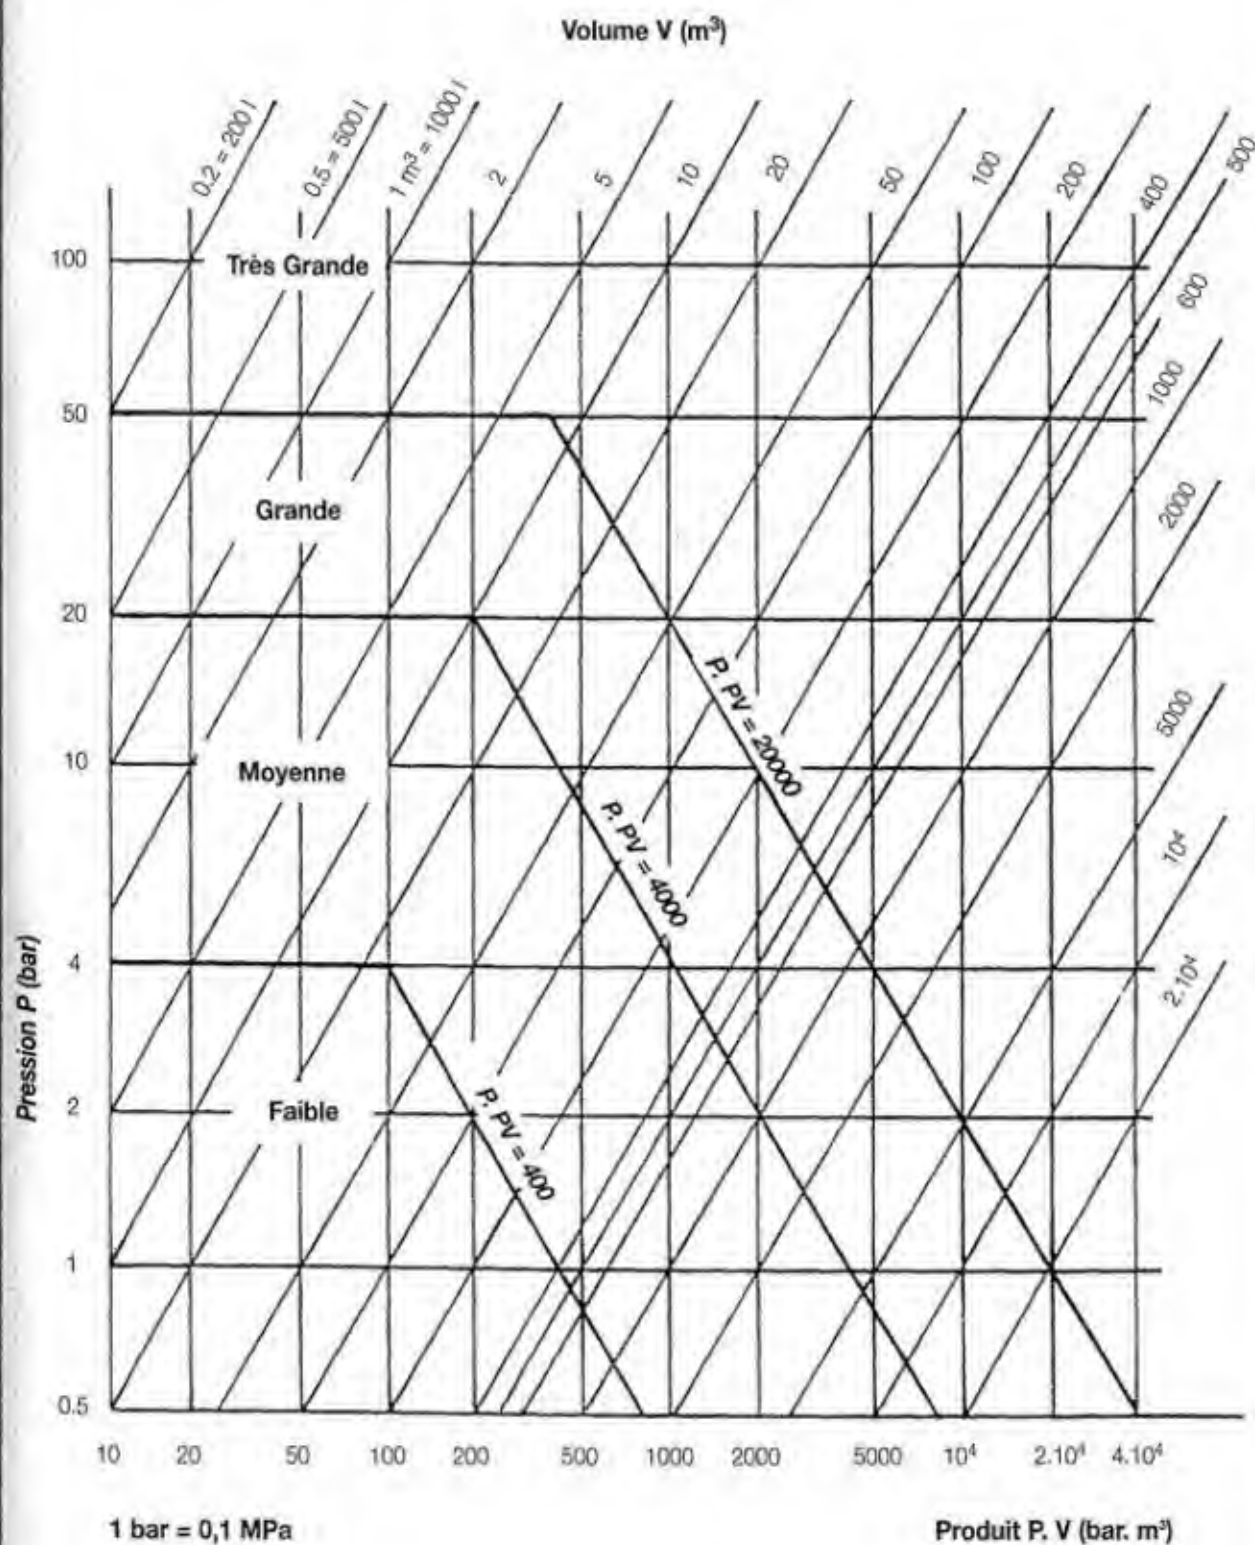 Volume V (m³)
0.2 = 200 l
0.5 = 500 l
1 m³ = 1000 l
2
5
10
20
50
100
200
400
500
600
1000
2000
5000
10⁴
2.10⁴
Pression P (bar)
100
50
20
10
4
2
1
0.5
Très Grande
Grande
Moyenne
Faible
P. PV = 20000
P. PV = 4000
P. PV = 400
10 20 50 100 200 500 1000 2000 5000 10⁴ 2.10⁴ 4.10⁴
1 bar = 0,1 MPa
Produit P. V (bar. m³)